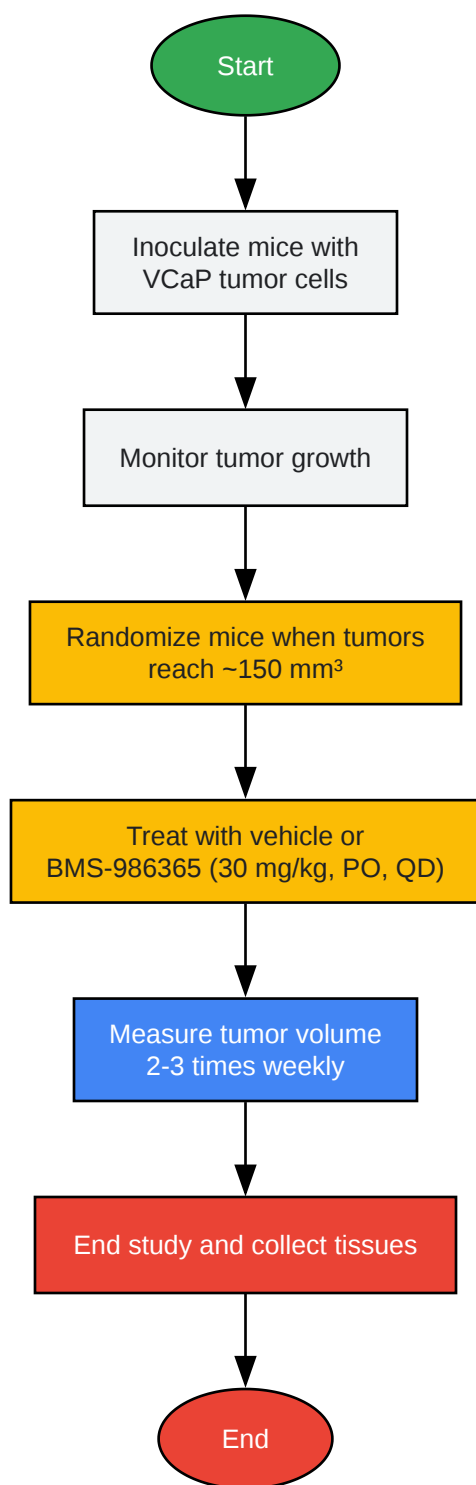 Start
Inoculate mice with
VCaP tumor cells
Monitor tumor growth
Randomize mice when tumors
reach ~150 mm³
Treat with vehicle or
BMS-986365 (30 mg/kg, PO, QD)
Measure tumor volume
2-3 times weekly
End study and collect tissues
End